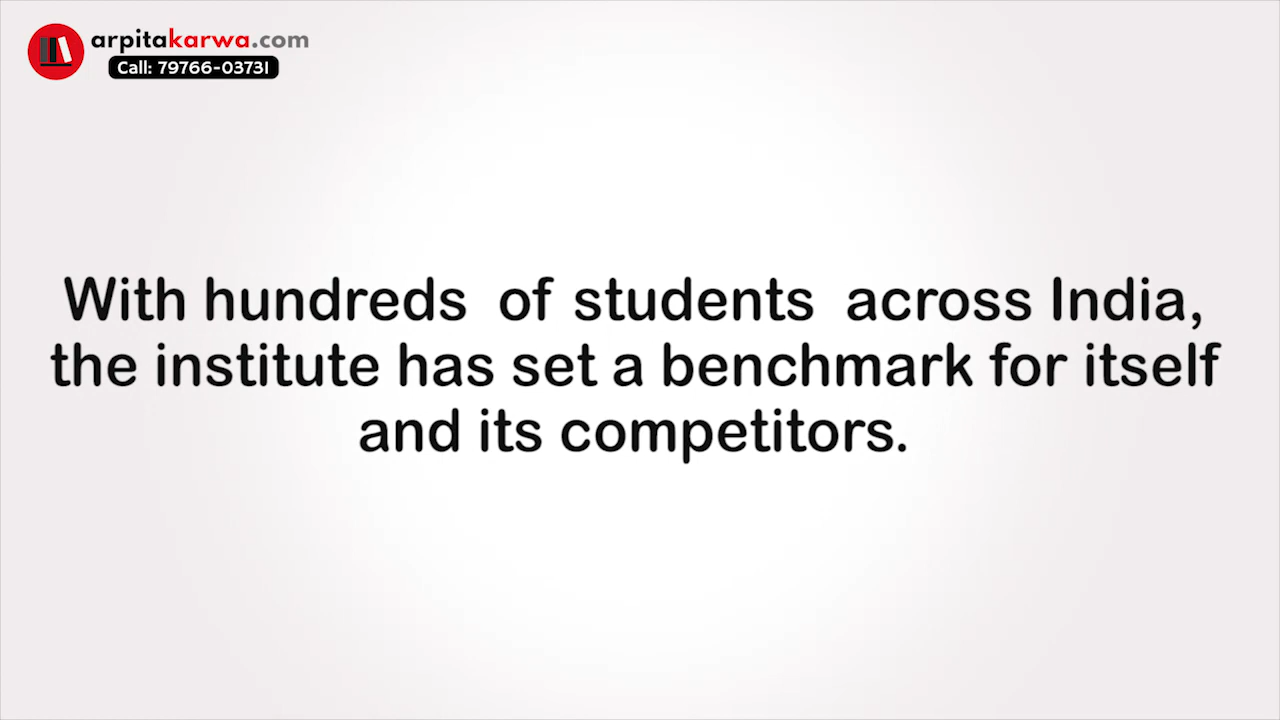 arpitakarwa.com
Call: 79766-03731
With hundreds of students across India,
the institute has set a benchmark for itself
and its competitors.